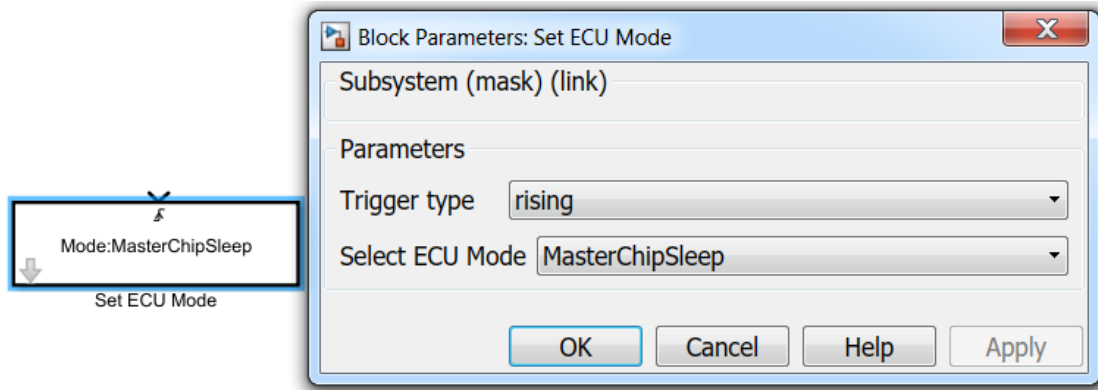 Mode:MasterChipSleep
Set ECU Mode
Block Parameters: Set ECU Mode
X
Subsystem (mask) (link)
Parameters
Trigger type rising
Select ECU Mode MasterChipSleep
OK Cancel Help Apply